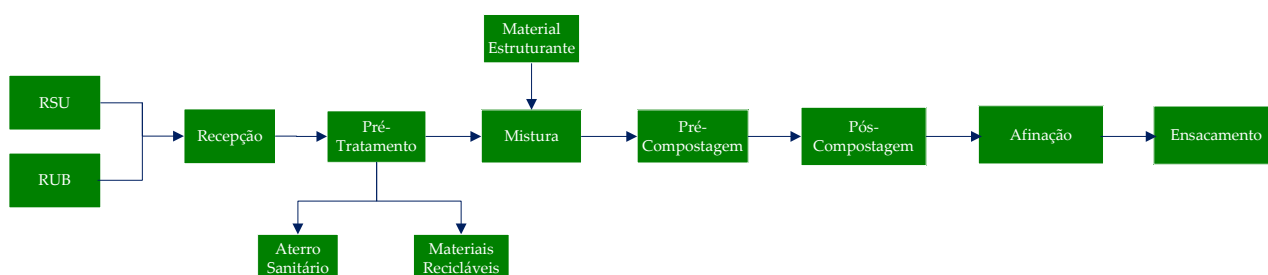 Material
Estruturante
RSU
RUB
Recepção
Pré-
Tratamento
Mistura
Pré-
Compostagem
Pós-
Compostagem
Afinação
Ensacamento
Aterro
Sanitário
Materiais
Recicláveis